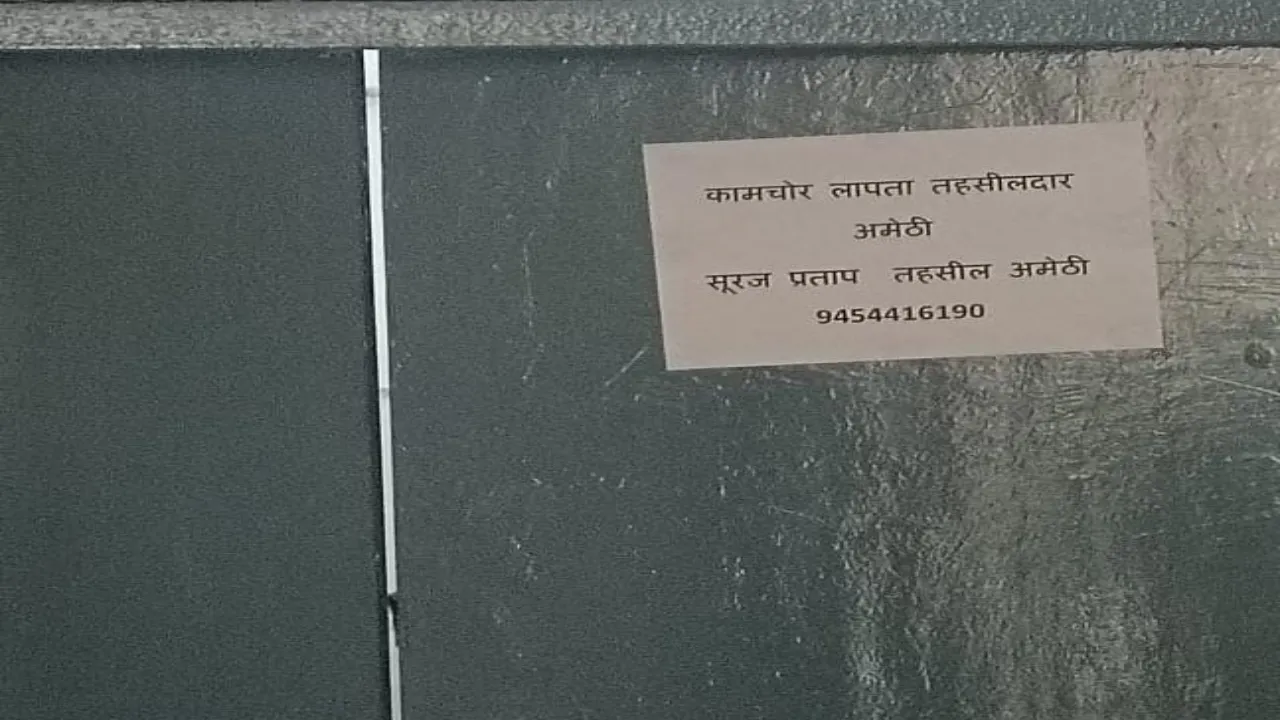 कामचोर लापता तहसीलदार
अमेठी
सूरज प्रताप तहसील अमेठी
9454416190